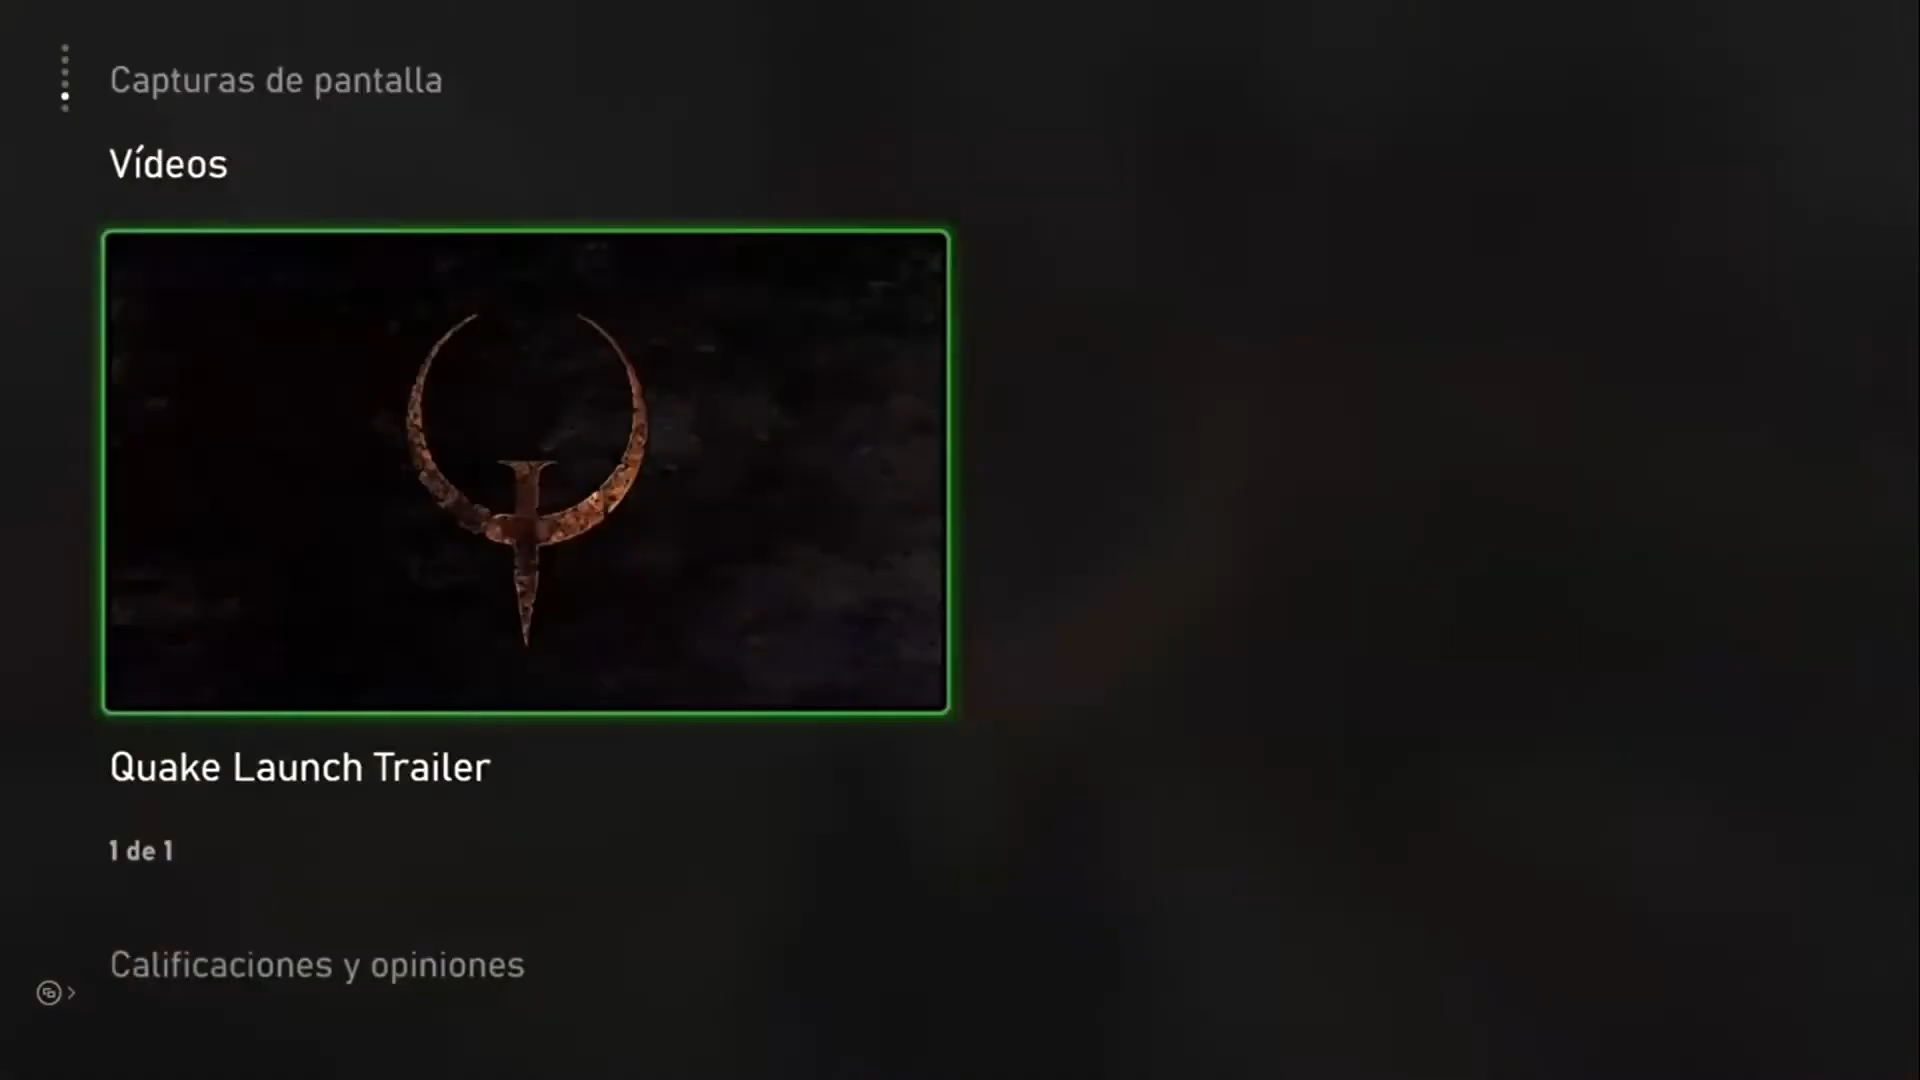 Capturas de pantalla
Vídeos
Quake Launch Trailer
1 de 1
Calificaciones y opiniones